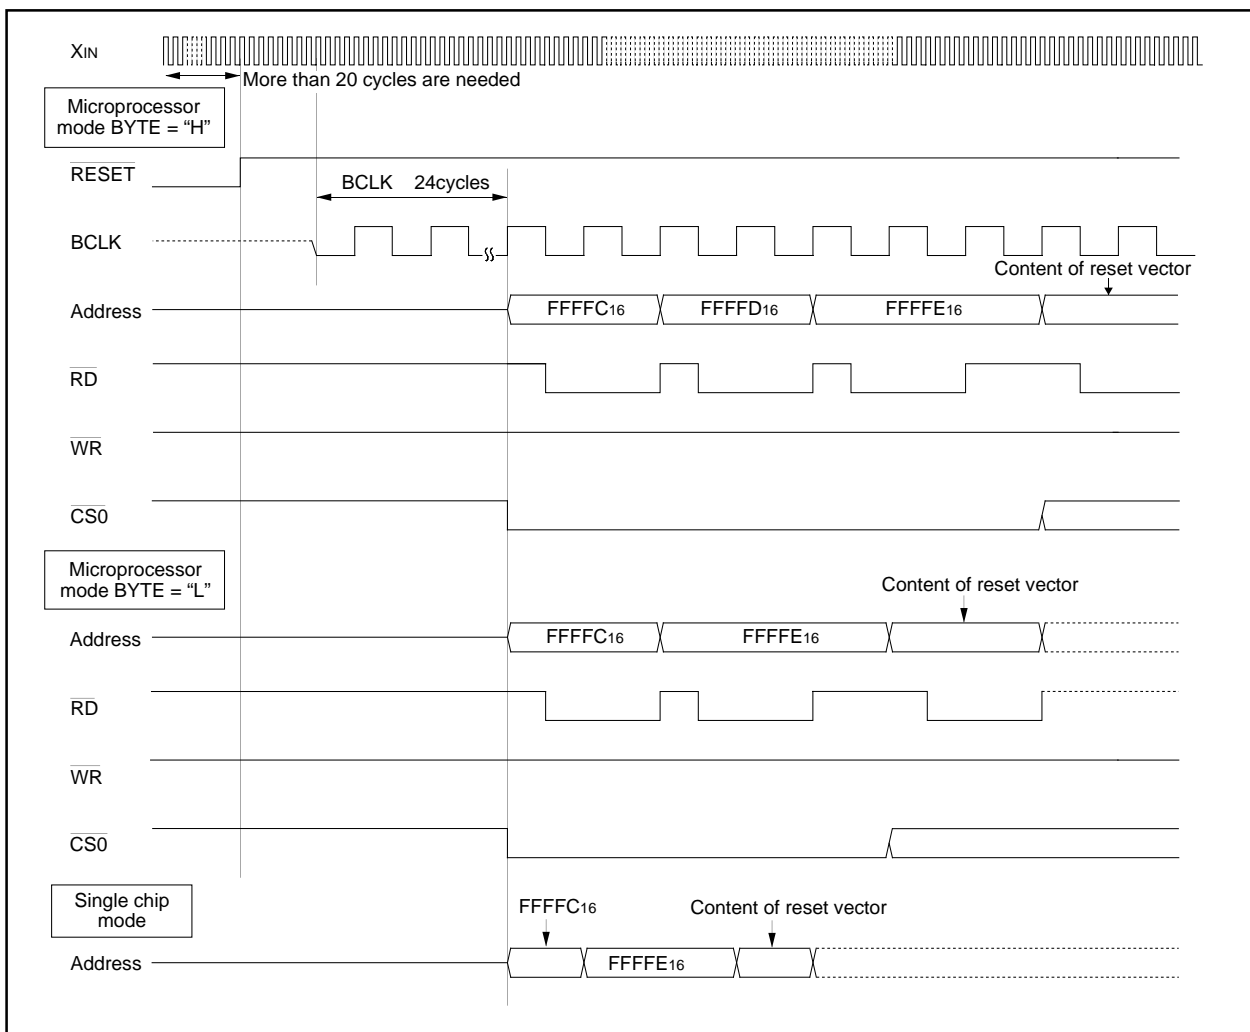 XIN
More than 20 cycles are needed
Microprocessor
mode BYTE = “H”
RESET
BCLK 24cycles
BCLK
Content of reset vector
Address
FFFFC16
FFFFD16
FFFFE16
RD
WR
CS0
Microprocessor
mode BYTE = “L”
Content of reset vector
Address
FFFFC16
FFFFE16
RD
WR
CS0
Single chip
mode
FFFFC16
Content of reset vector
Address
FFFFE16